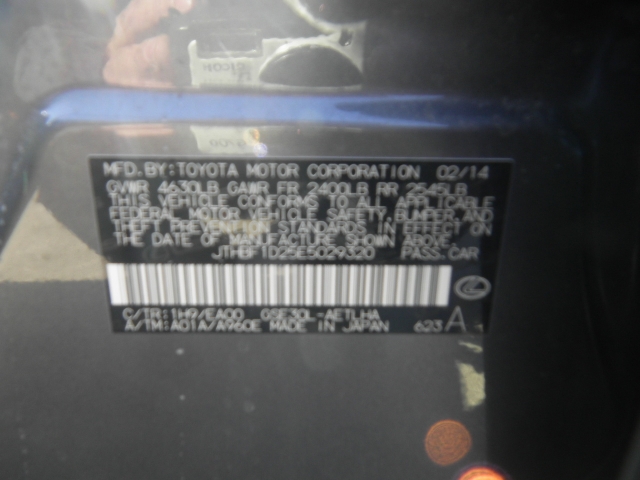 MFD. BY: TOYOTA MOTOR CORPORATION 02/14
GVWR 4630LB GAWR FR 2400LB RR 2545LB
THIS VEHICLE CONFORMS TO ALL APPLICABLE
FEDERAL MOTOR VEHICLE SAFETY, BUMPER, AND
THEFT PREVENTION STANDARDS IN EFFECT ON
THE DATE OF MANUFACTURE SHOWN ABOVE.
JTHBF1D25E5029320 PASS. CAR
C/TR: 1H9/EA00 GSE30L-AETLHA
A/TM: A01A/A960E MADE IN JAPAN 623 A